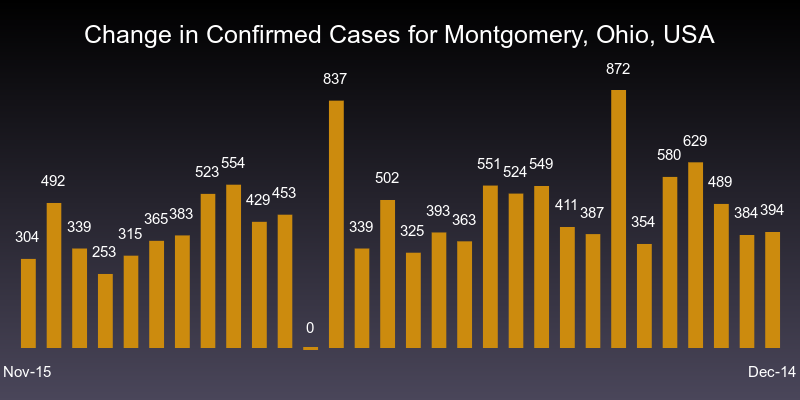 Change in Confirmed Cases for Montgomery, Ohio, USA
304 492 339 253 315 365 383 523 554 429 453 0 837 339 502 325 393 363 551 524 549 411 387 872 354 580 629 489 384 394
Nov-15 Dec-14